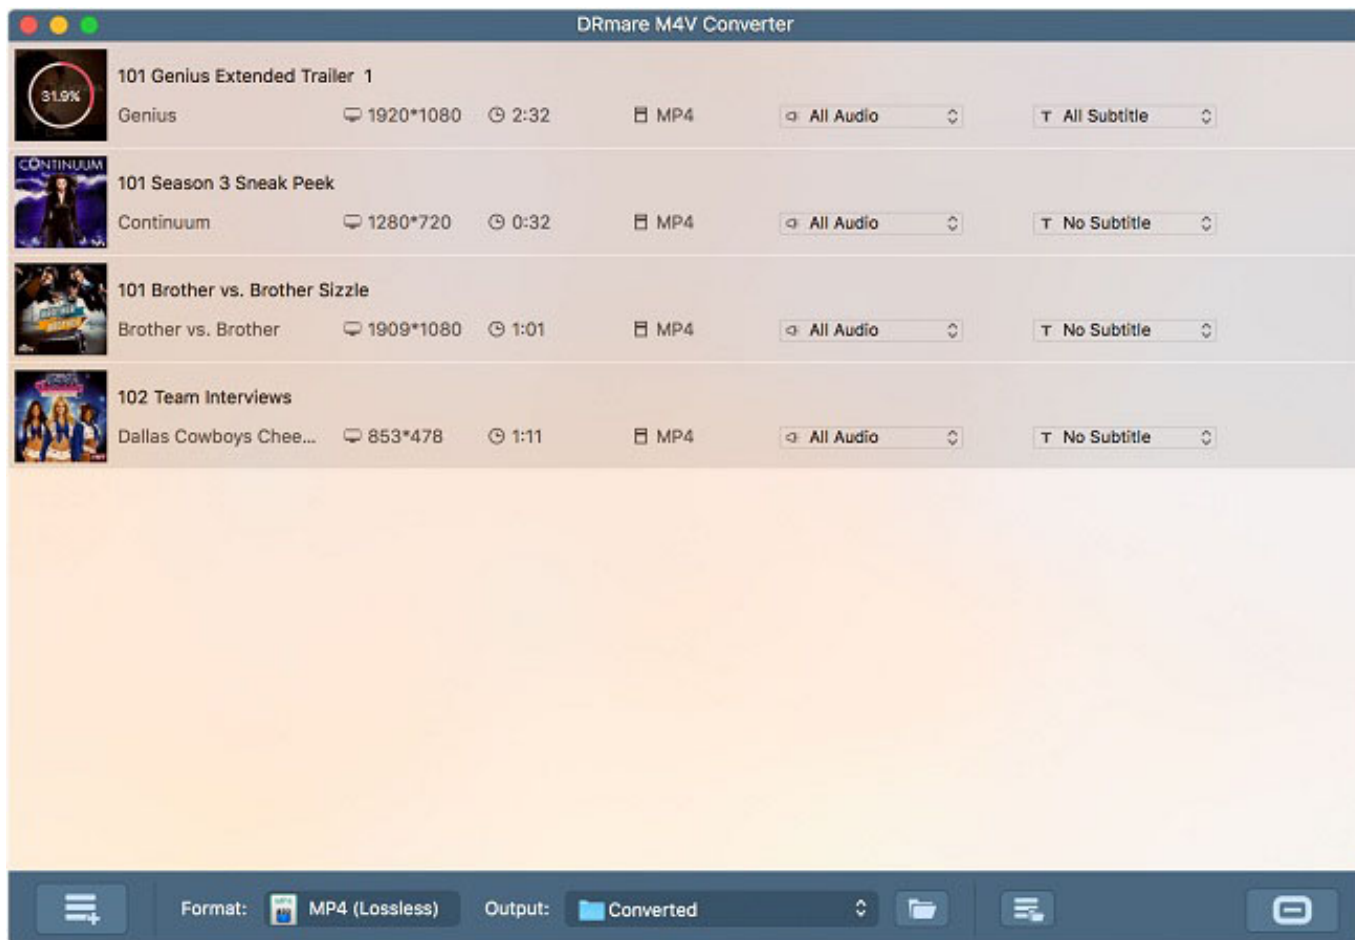 DRmare M4V Converter
31.9%
101 Genius Extended Trailer 1
Genius 1920*1080 2:32 MP4 All Audio T All Subtitle
CONTINUUM
101 Season 3 Sneak Peek
Continuum 1280*720 0:32 MP4 All Audio T No Subtitle
101 Brother vs. Brother Sizzle
Brother vs. Brother 1909*1080 1:01 MP4 All Audio T No Subtitle
102 Team Interviews
Dallas Cowboys Chee... 853*478 1:11 MP4 All Audio T No Subtitle
Format: MP4 (Lossless) Output: Converted